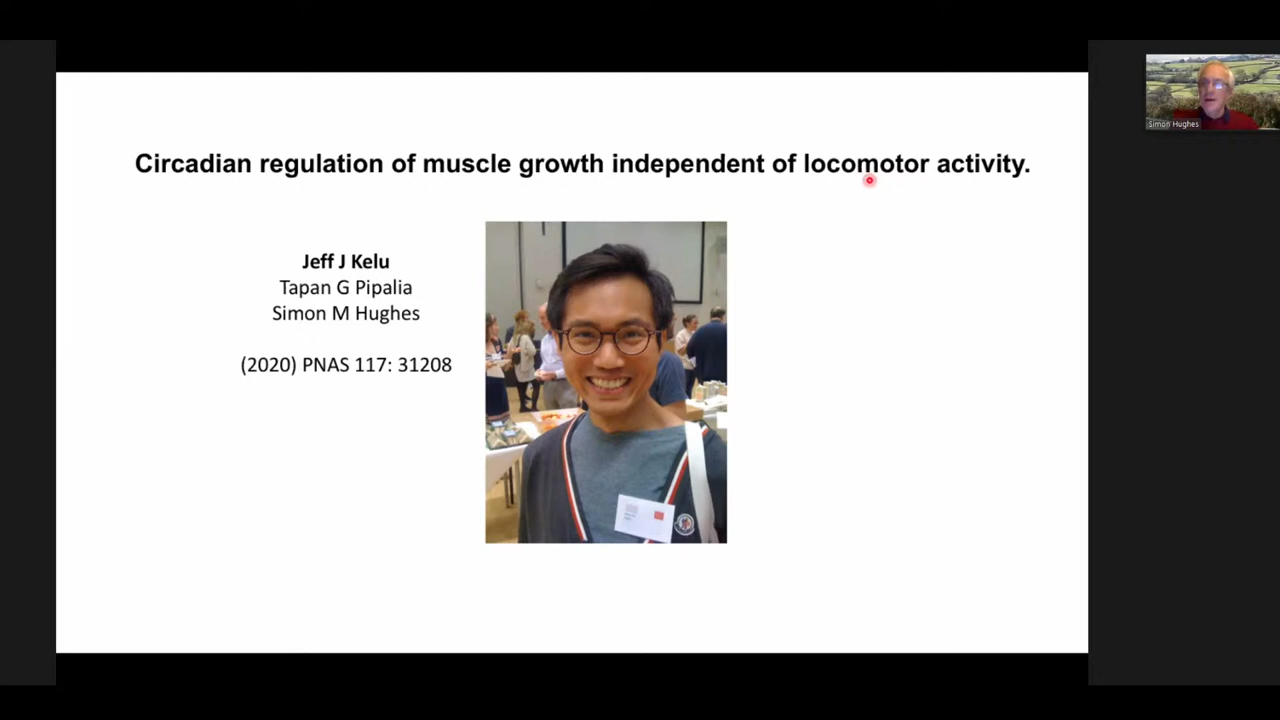 Circadian regulation of muscle growth independent of locomotor activity.
Jeff J Kelu
Tapan G Pipalia
Simon M Hughes
(2020) PNAS 117: 31208
Simon Hughes